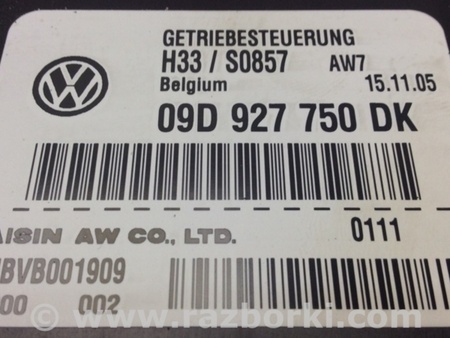 GETRIEBESTEUERUNG
H33 / S0857 AW7
Belgium 15.11.05
09D 927 750 DK
AISIN AW CO., LTD. 0111
BVB001909
00 002
www.razborki.com